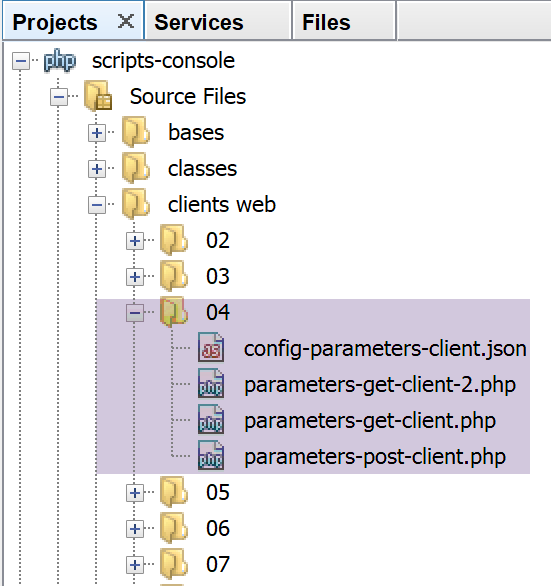 Projects Services Files
php scripts-console
Source Files
bases
classes
clients web
02
03
04
JS config-parameters-client.json
php parameters-get-client-2.php
php parameters-get-client.php
php parameters-post-client.php
05
06
07